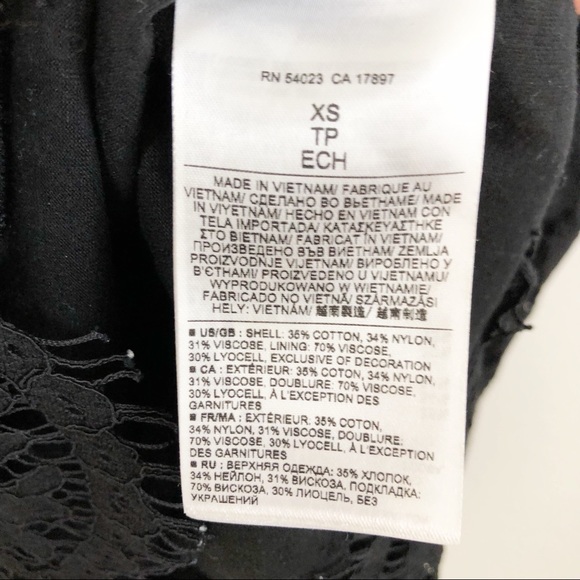 RN 54023 CA 17897
XS
TP
ECH
MADE IN VIETNAM/ FABRIQUE AU
VIETNAM/ СДЕЛАНО ВО ВЬЕТНАМЕ/ MADE
IN VIYETNAM/ HECHO EN VIETNAM CON
TELA IMPORTADA/ ΚΑΤΑΣΚΕΥΑΣΤΗΚΕ
ΣΤΟ ΒΙΕΤΝΑΜ/ FABRICAT ÎN VIETNAM/
ПРОИЗВЕДЕНО ВЪВ ВИЕТНАМ/ ZEMLJA
PROIZVODNJE VIJETNAM/ ВИРОБЛЕНО У
В'ЄТНАМІ/ PROIZVEDENO U VIJETNAMU/
WYPRODUKOWANO W WIETNAMIE/
FABRICADO NO VIETNÃ/ SZÁRMAZÁSI
HELY: VIETNÁM/ 越南製造/ 越南制造
■ US/GB : SHELL: 35% COTTON, 34% NYLON,
31% VISCOSE, LINING: 70% VISCOSE,
30% LYOCELL, EXCLUSIVE OF DECORATION
■ CA : EXTÉRIEUR: 35% COTON, 34% NYLON,
31% VISCOSE, DOUBLURE: 70% VISCOSE,
30% LYOCELL, À L'EXCEPTION DES
GARNITURES
■ FR/MA : EXTÉRIEUR: 35% COTON,
34% NYLON, 31% VISCOSE, DOUBLURE:
70% VISCOSE, 30% LYOCELL, À L'EXCEPTION
DES GARNITURES
■ RU : ВЕРХНЯЯ ОДЕЖДА: 35% ХЛОПОК,
34% НЕЙЛОН, 31% ВИСКОЗА, ПОДКЛАДКА:
70% ВИСКОЗА, 30% ЛИОЦЕЛЬ, БЕЗ
УКРАШЕНИЙ